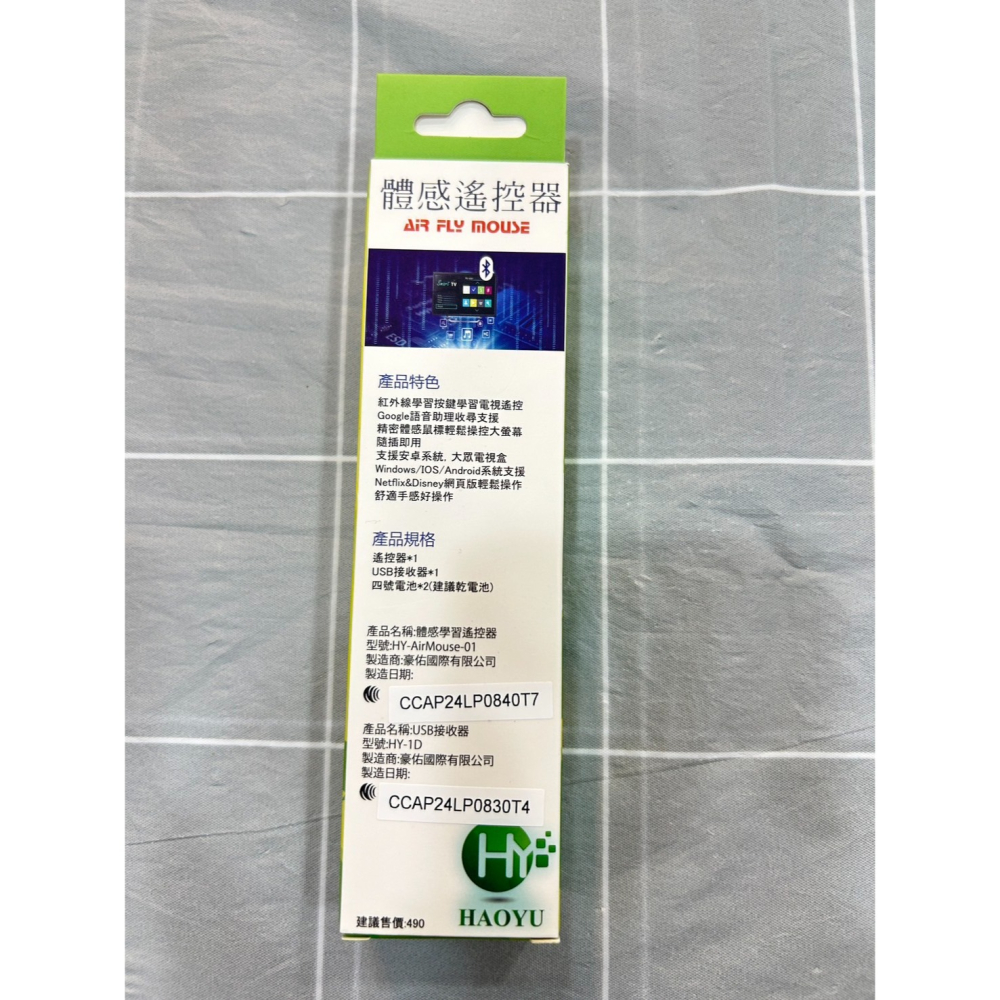 體感遙控器
AIR FLY MOUSE
Smart TV
產品特色
紅外線學習按鍵學習電視遙控
Google語音助理收尋支援
精密體感鼠標輕鬆操控大螢幕
隨插即用
支援安卓系統, 大眾電視盒
Windows/IOS/Android系統支援
Netflix&Disney網頁版輕鬆操作
舒適手感好操作
產品規格
遙控器*1
USB接收器*1
四號電池*2(建議乾電池)
產品名稱:體感學習遙控器
型號:HY-AirMouse-01
製造商:豪佑國際有限公司
製造日期:
CCAP24LP0840T7
產品名稱:USB接收器
型號:HY-1D
製造商:豪佑國際有限公司
製造日期:
CCAP24LP0830T4
HY
HAOYU
建議售價:490